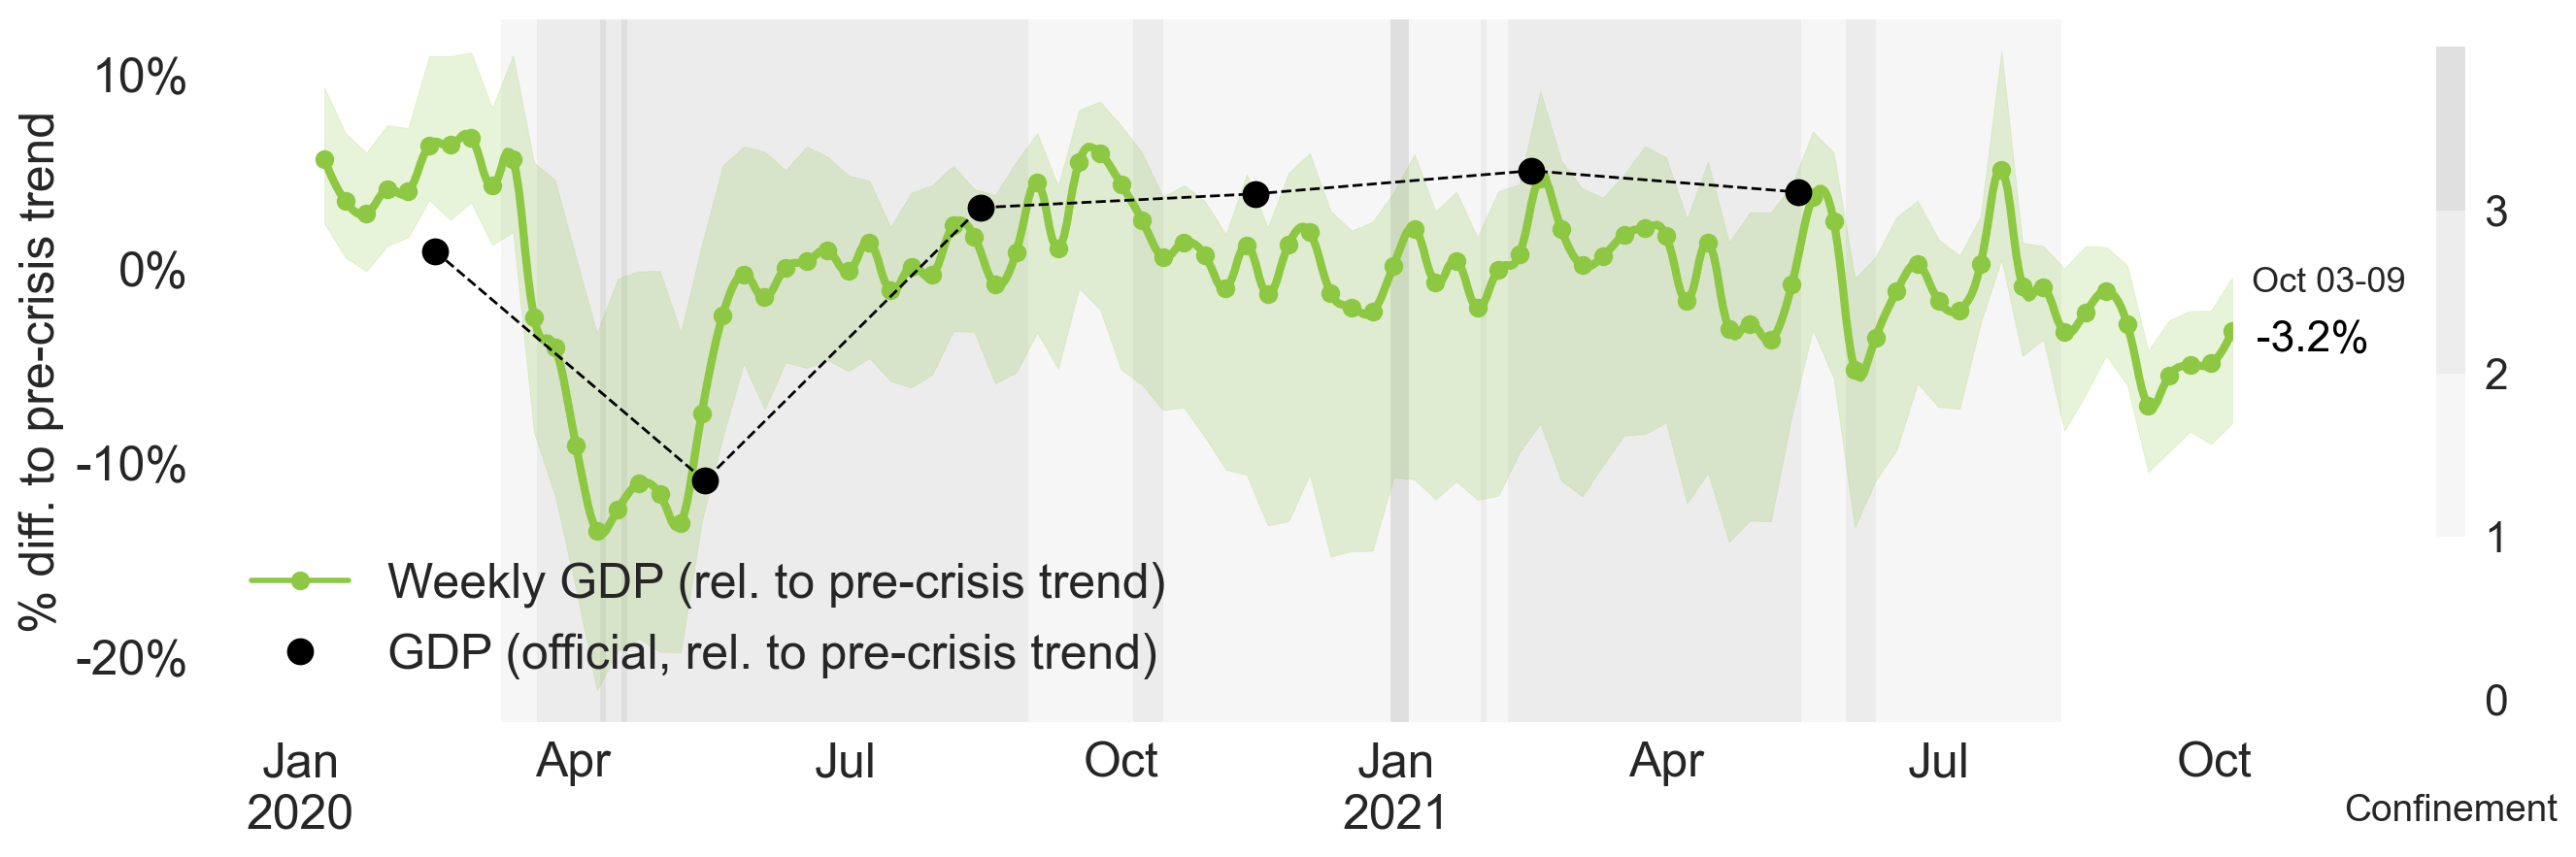 % diff. to pre-crisis trend
10%
0%
-10%
-20%
Weekly GDP (rel. to pre-crisis trend)
GDP (official, rel. to pre-crisis trend)
Jan
2020
Apr
Jul
Oct
Jan
2021
Apr
Jul
Oct
Oct 03-09
-3.2%
3
2
1
0
Confinement